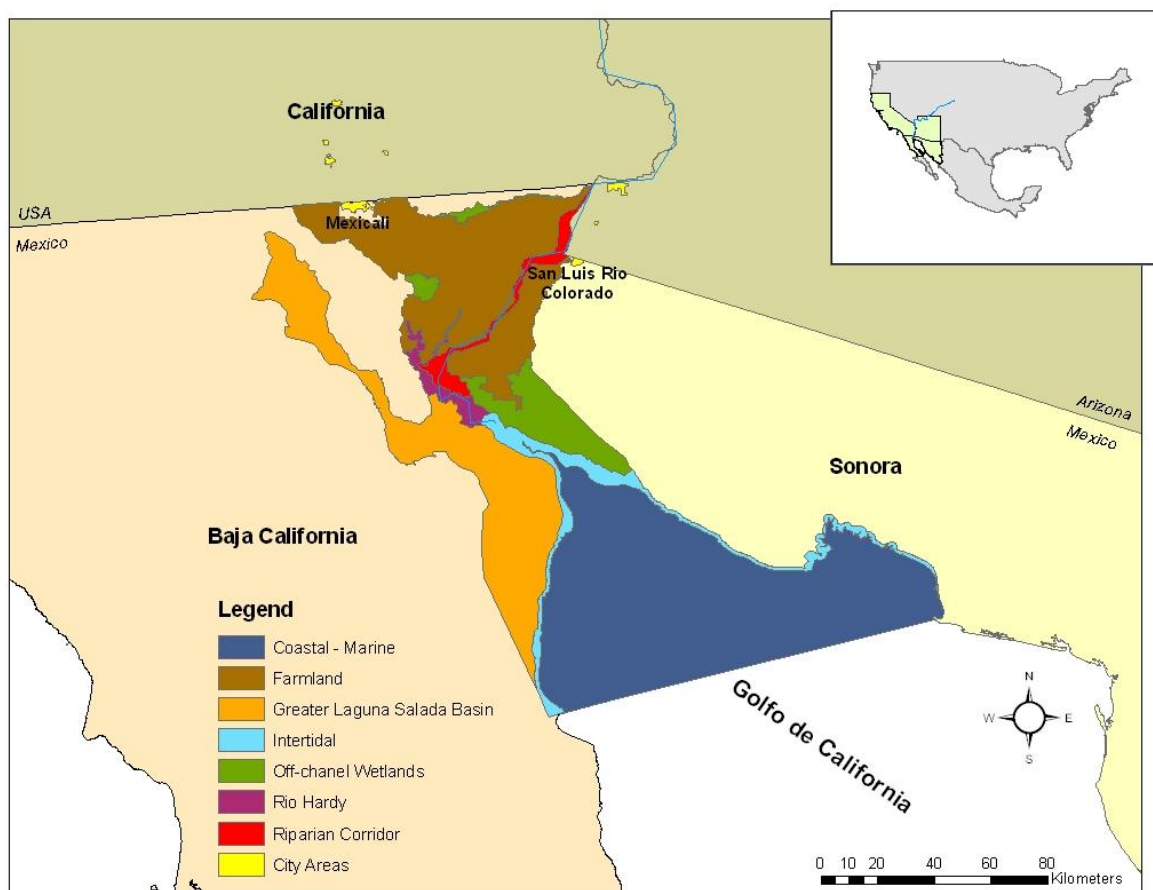 California
USA
Mexico
Mexicali
San Luis Rio
Colorado
Arizona
Mexico
Sonora
Baja California
Golfo de California
Legend
Coastal - Marine
Farmland
Greater Laguna Salada Basin
Intertidal
Off-chanel Wetlands
Rio Hardy
Riparian Corridor
City Areas
N
W E
S
0 10 20 40 60 80
Kilometers